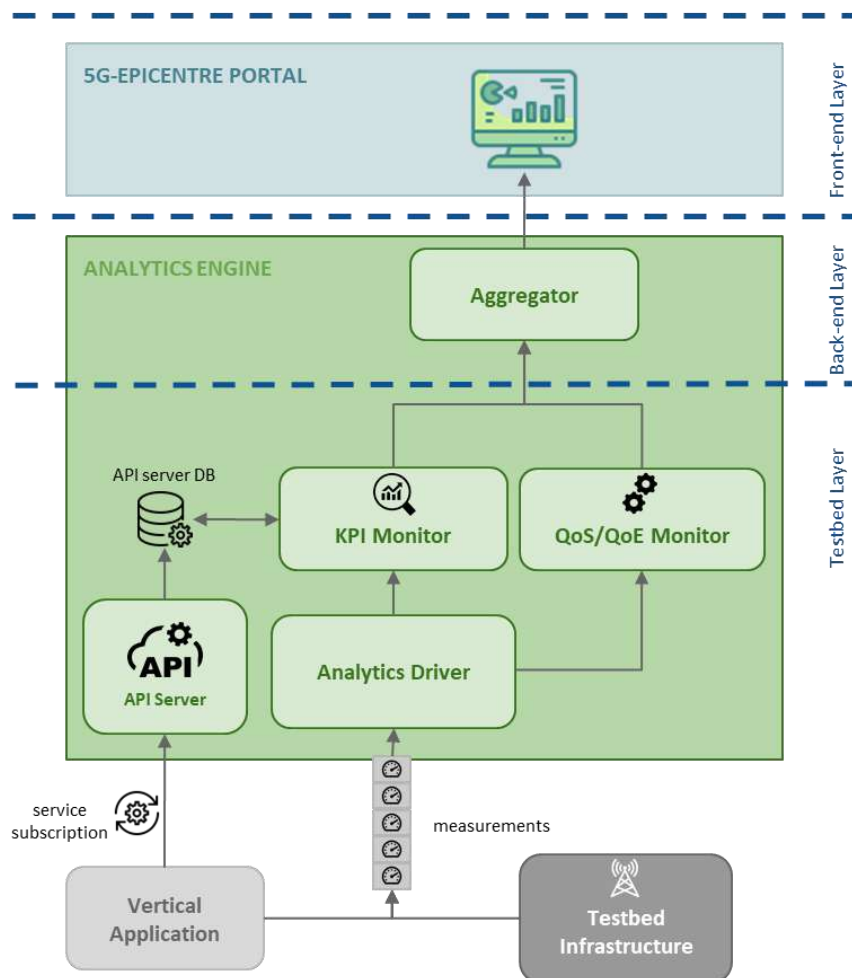 5G-EPICENTRE PORTAL
Front-end Layer
ANALYTICS ENGINE
Aggregator
Back-end Layer
API server DB
KPI Monitor
QoS/QoE Monitor
Testbed Layer
API
API Server
Analytics Driver
service
subscription
measurements
Vertical
Application
Testbed
Infrastructure